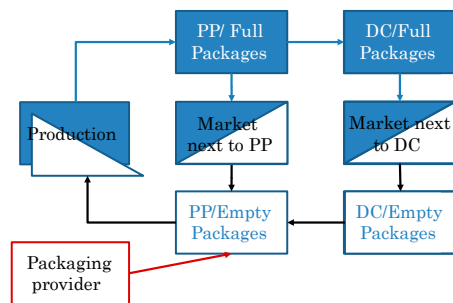 PP/ Full
Packages
DC/Full
Packages
Production
Market
next to PP
Market next
to DC
PP/Empty
Packages
DC/Empty
Packages
Packaging
provider